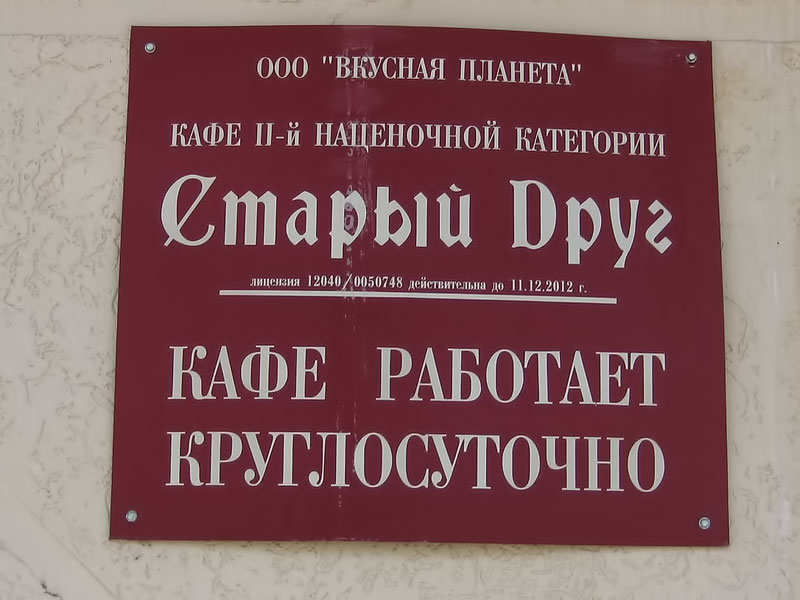 ООО "ВКУСНАЯ ПЛАНЕТА"
КАФЕ II-й НАЦЕНОЧНОЙ КАТЕГОРИИ
Старый Друг
лицензия 12040/0050748 действительна до 11.12.2012 г.
КАФЕ РАБОТАЕТ
КРУГЛОСУТОЧНО